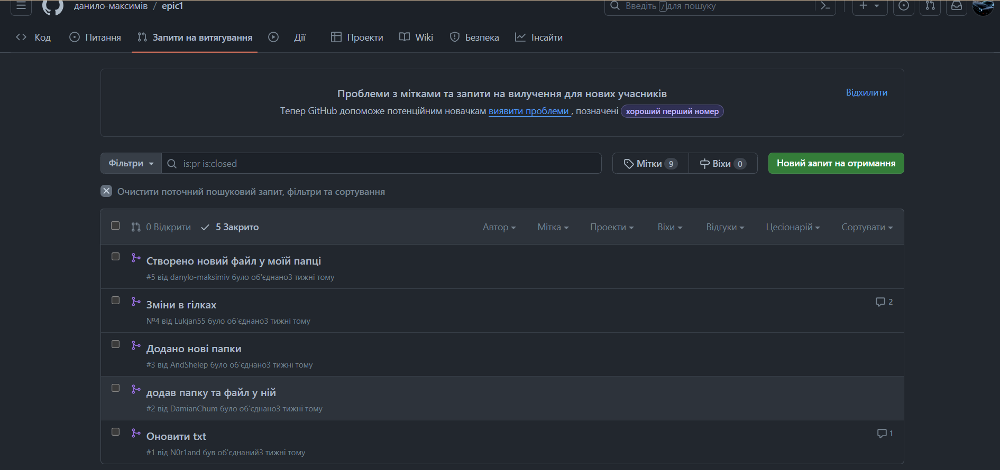 данило-максимів / epic1
Введіть / для пошуку
Код Питання Запити на витягування Дії Проекти Wiki Безпека Інсайти
Проблеми з мітками та запити на вилучення для нових учасників
Відхилити
Тепер GitHub допоможе потенційним новачкам виявити проблеми , позначені хороший перший номер
Фільтри is:pr is:closed Мітки 9 Віхи 0 Новий запит на отримання
Очистити поточний пошуковий запит, фільтри та сортування
0 Відкрити 5 Закрито Автор Мітка Проекти Віхи Відгуки Цесіонарій Сортувати
Створено новий файл у моїй папці
#5 від danylo-maksimiv було об'єднано3 тижні тому
Зміни в гілках 2
№4 від Lukjan55 було об'єднано3 тижні тому
Додано нові папки
#3 від AndShelep було об'єднано3 тижні тому
додав папку та файл у ній
#2 від DamianChum було об'єднано3 тижні тому
Оновити txt 1
#1 від N0r1and був об'єднаний3 тижні тому